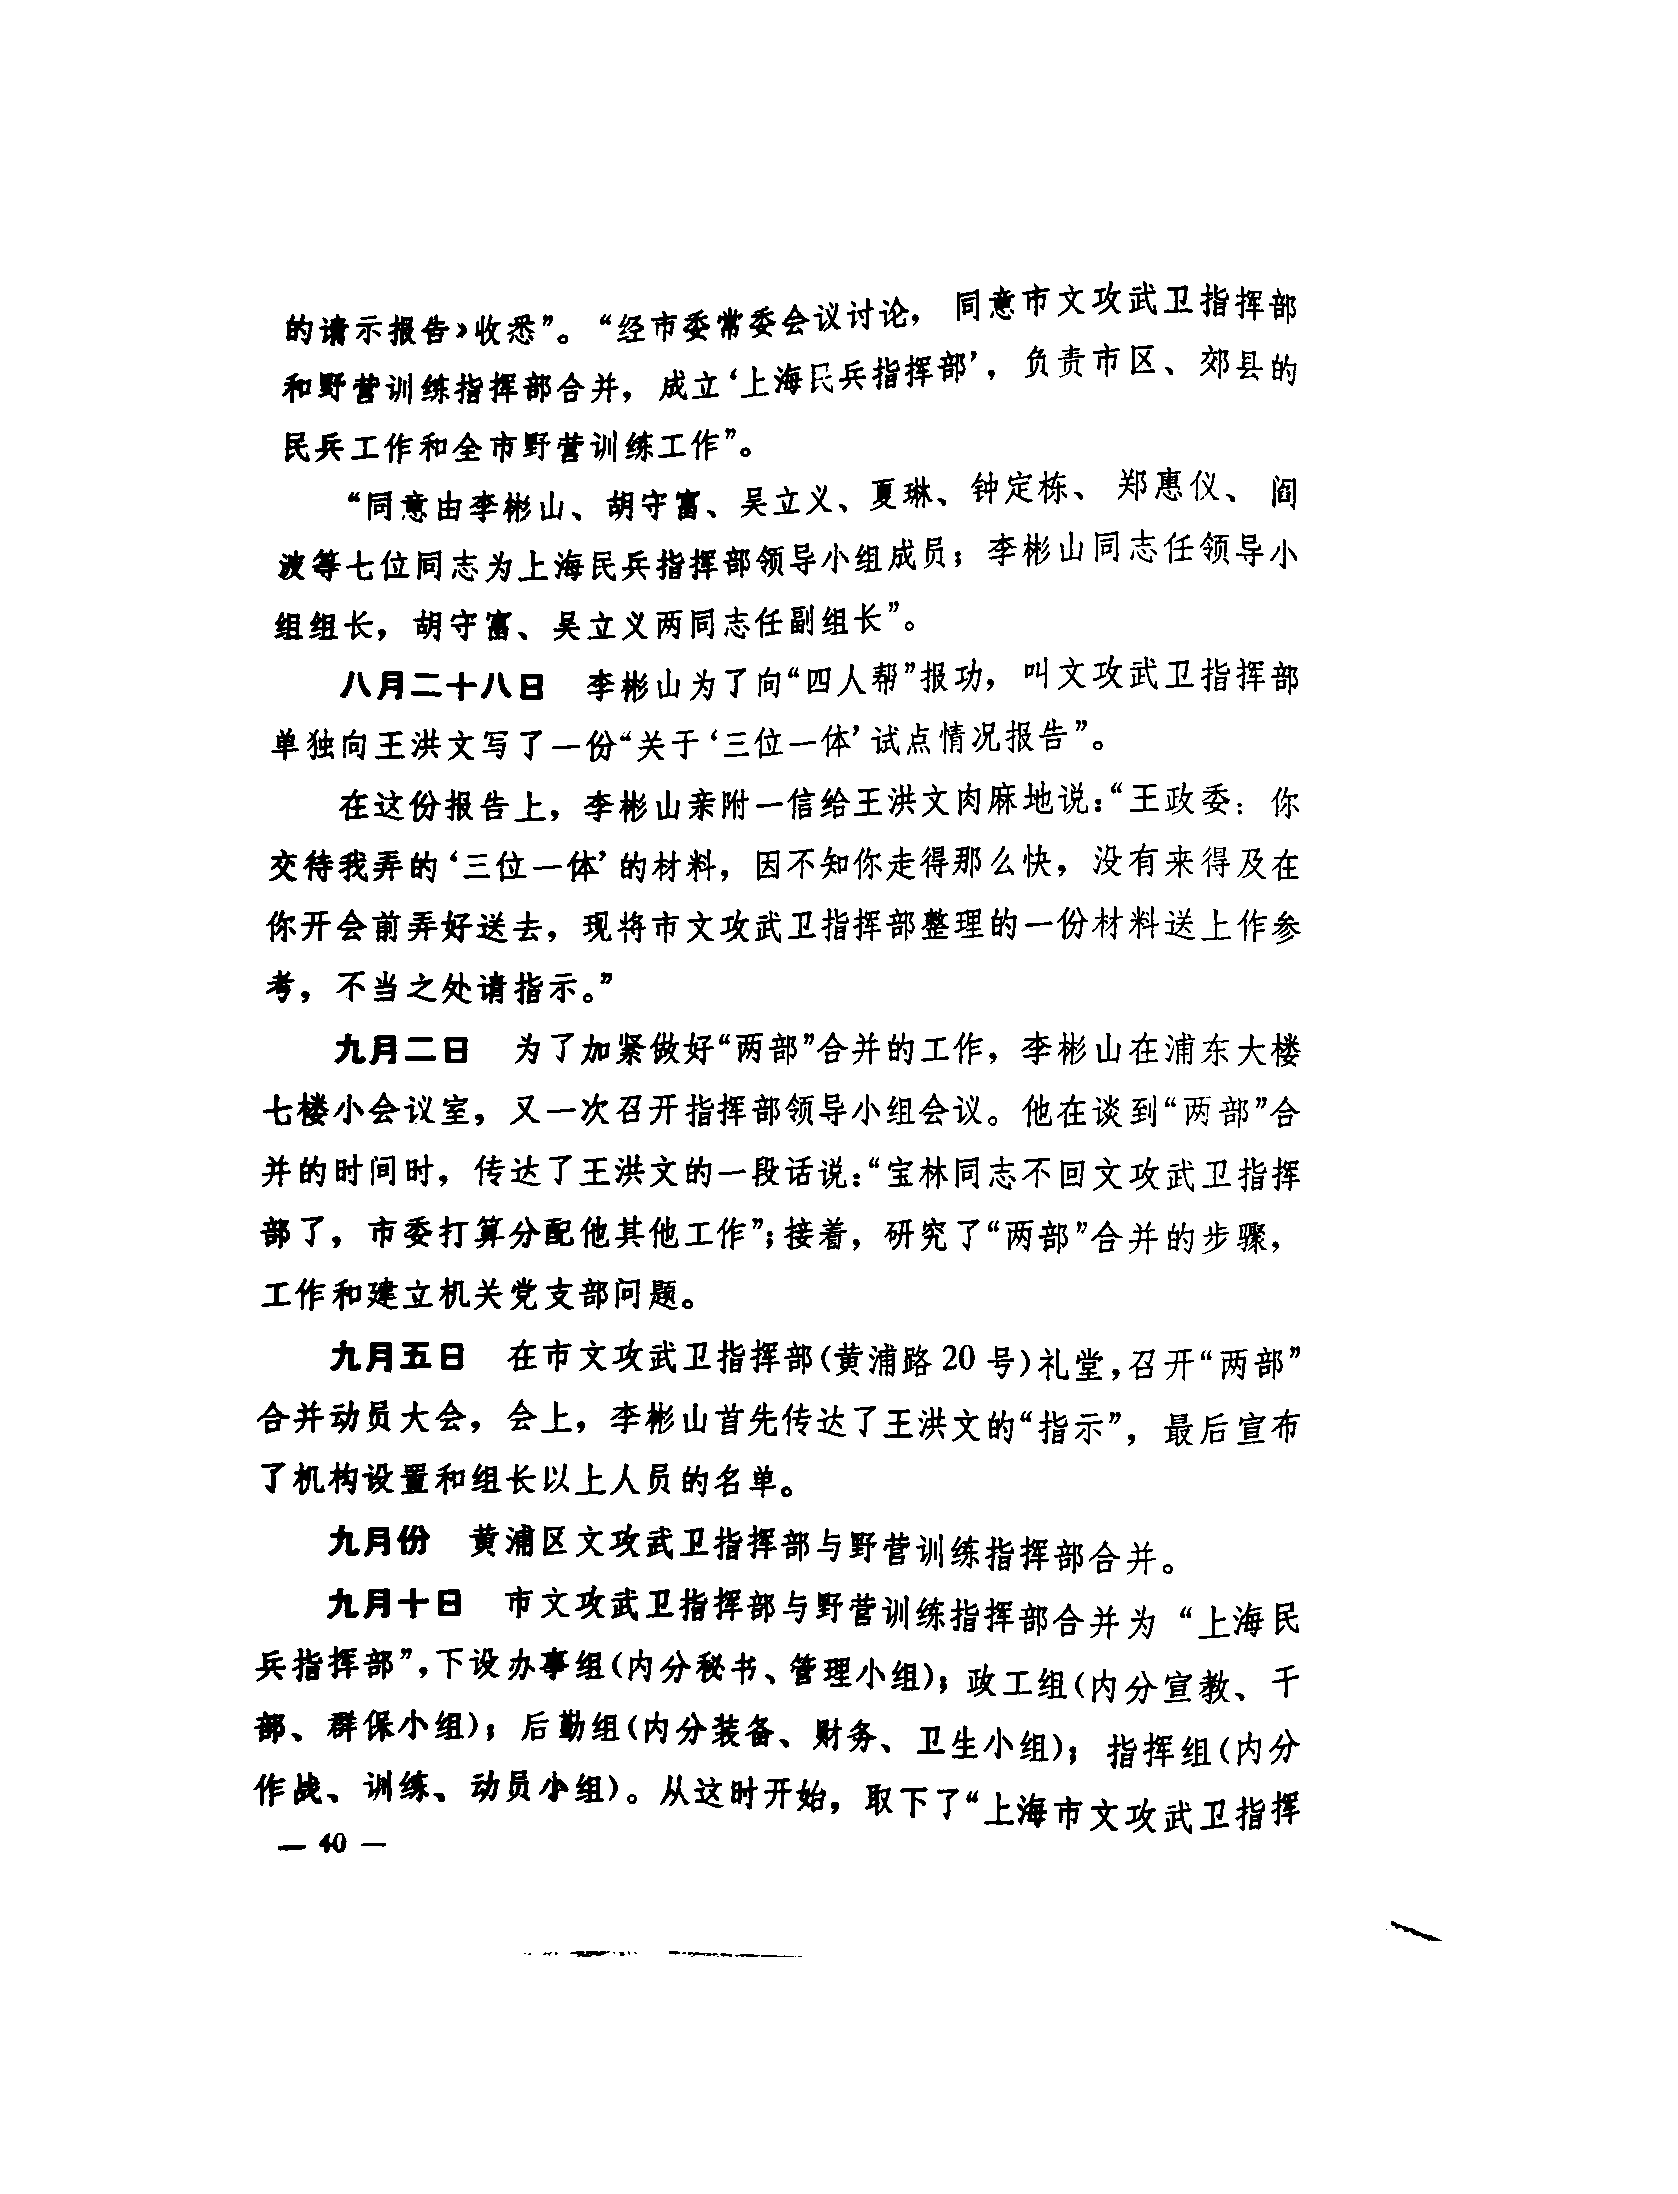 的请示报告》收悉”。“经市委常委会议讨论，同意市文攻武卫指挥部
和野营训练指挥部合并，成立‘上海民兵指挥部’，负责市区、郊县的
民兵工作和全市野营训练工作”。
“同意由李彬山、胡守富、吴立义、夏琳、钟定栋、郑惠仪、阎
波等七位同志为上海民兵指挥部领导小组成员；李彬山同志任领导小
组组长，胡守富、吴立义两同志任副组长”。
八月二十八日　李彬山为了向“四人帮”报功，叫文攻武卫指挥部
单独向王洪文写了一份“关于‘三位一体’试点情况报告”。
在这份报告上，李彬山亲附一信给王洪文肉麻地说：“王政委：你
交待我弄的‘三位一体’的材料，因不知你走得那么快，没有来得及在
你开会前弄好送去，现将市文攻武卫指挥部整理的一份材料送上作参
考，不当之处请指示。”
九月二日　为了加紧做好“两部”合并的工作，李彬山在浦东大楼
七楼小会议室，又一次召开指挥部领导小组会议。他在谈到“两部”合
并的时间时，传达了王洪文的一段话说：“宝林同志不回文攻武卫指挥
部了，市委打算分配他其他工作”；接着，研究了“两部”合并的步骤，
工作和建立机关党支部问题。
九月五日　在市文攻武卫指挥部(黄浦路20号)礼堂，召开“两部”
合并动员大会，会上，李彬山首先传达了王洪文的“指示”，最后宣布
了机构设置和组长以上人员的名单。
九月份　黄浦区文攻武卫指挥部与野营训练指挥部合并。
九月十日　市文攻武卫指挥部与野营训练指挥部合并为“上海民
兵指挥部”，下设办事组(内分秘书、管理小组)；政工组(内分宣教、干
部、群保小组)；后勤组(内分装备、财务、卫生小组)；指挥组(内分
作战、训练、动员小组)。从这时开始，取下了“上海市文攻武卫指挥
— 40 —